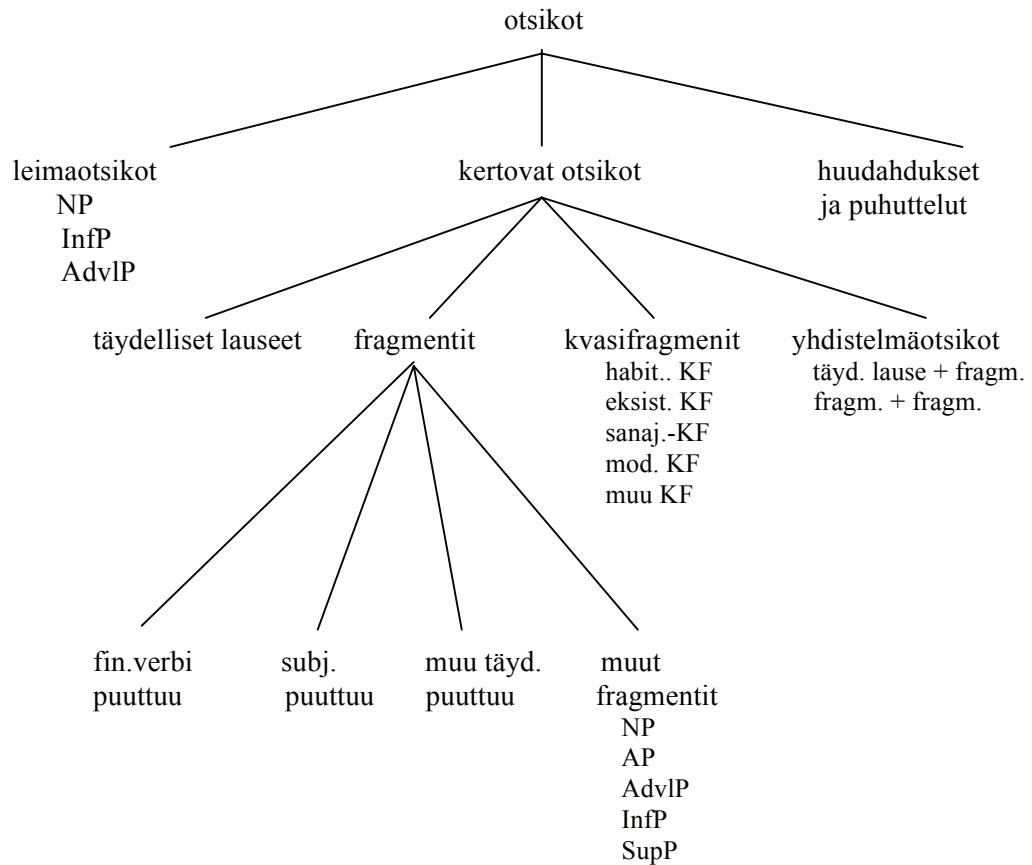 otsikot
leimaotsikot
NP
InfP
AdvlP
kertovat otsikot
huudahdukset
ja puhuttelut
täydelliset lauseet
fragmentit
kvasifragmenit
habit.. KF
eksist. KF
sanaj.-KF
mod. KF
muu KF
yhdistelmäotsikot
täyd. lause + fragm.
fragm. + fragm.
fin.verbi
puuttuu
subj.
puuttuu
muu täyd.
puuttuu
muut
fragmentit
NP
AP
AdvlP
InfP
SupP